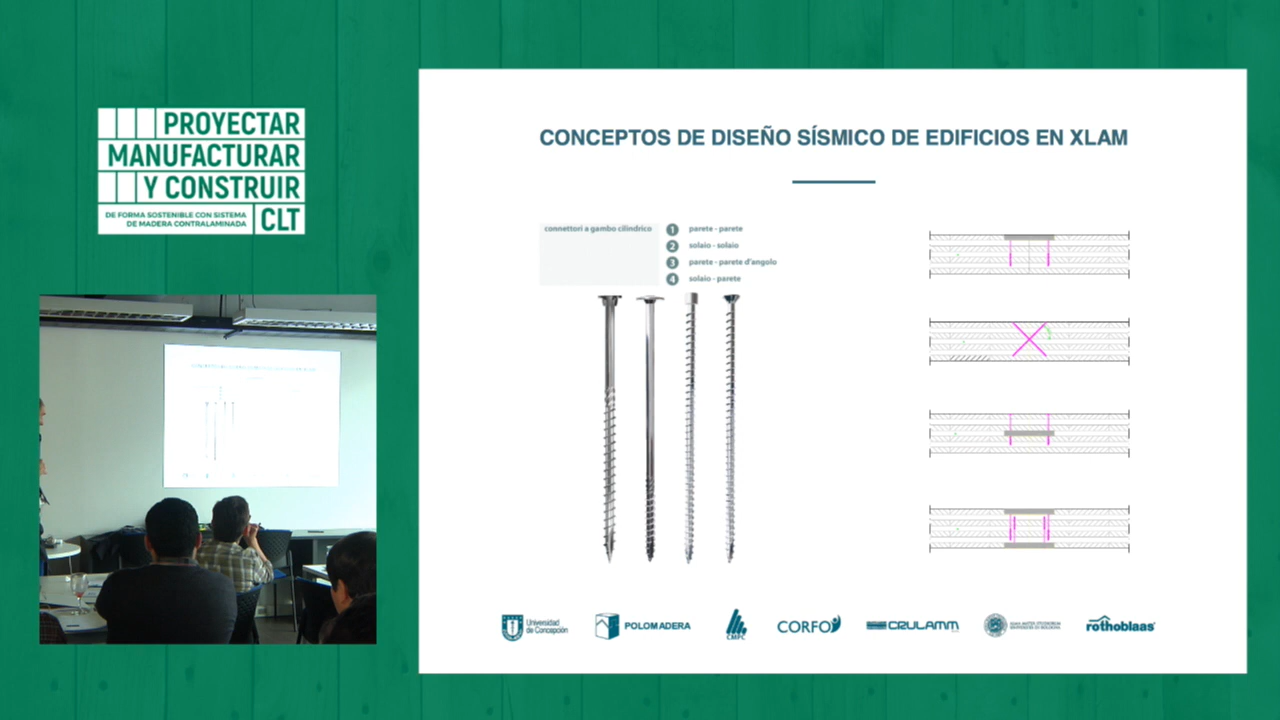 PROYECTAR
MANUFACTURAR
Y CONSTRUIR
DE FORMA SOSTENIBLE CON SISTEMA
DE MADERA CONTRALAMINADA
CLT
CONCEPTOS DE DISEÑO SÍSMICO DE EDIFICIOS EN XLAM
connettori a gambo cilindrico
1 parete - parete
2 solaio - solaio
3 parete - parete d'angolo
4 solaio - parete
Universidad
de Concepción
POLOMADERA
CMPC
CORFO
CRULAMM
rothoblaas